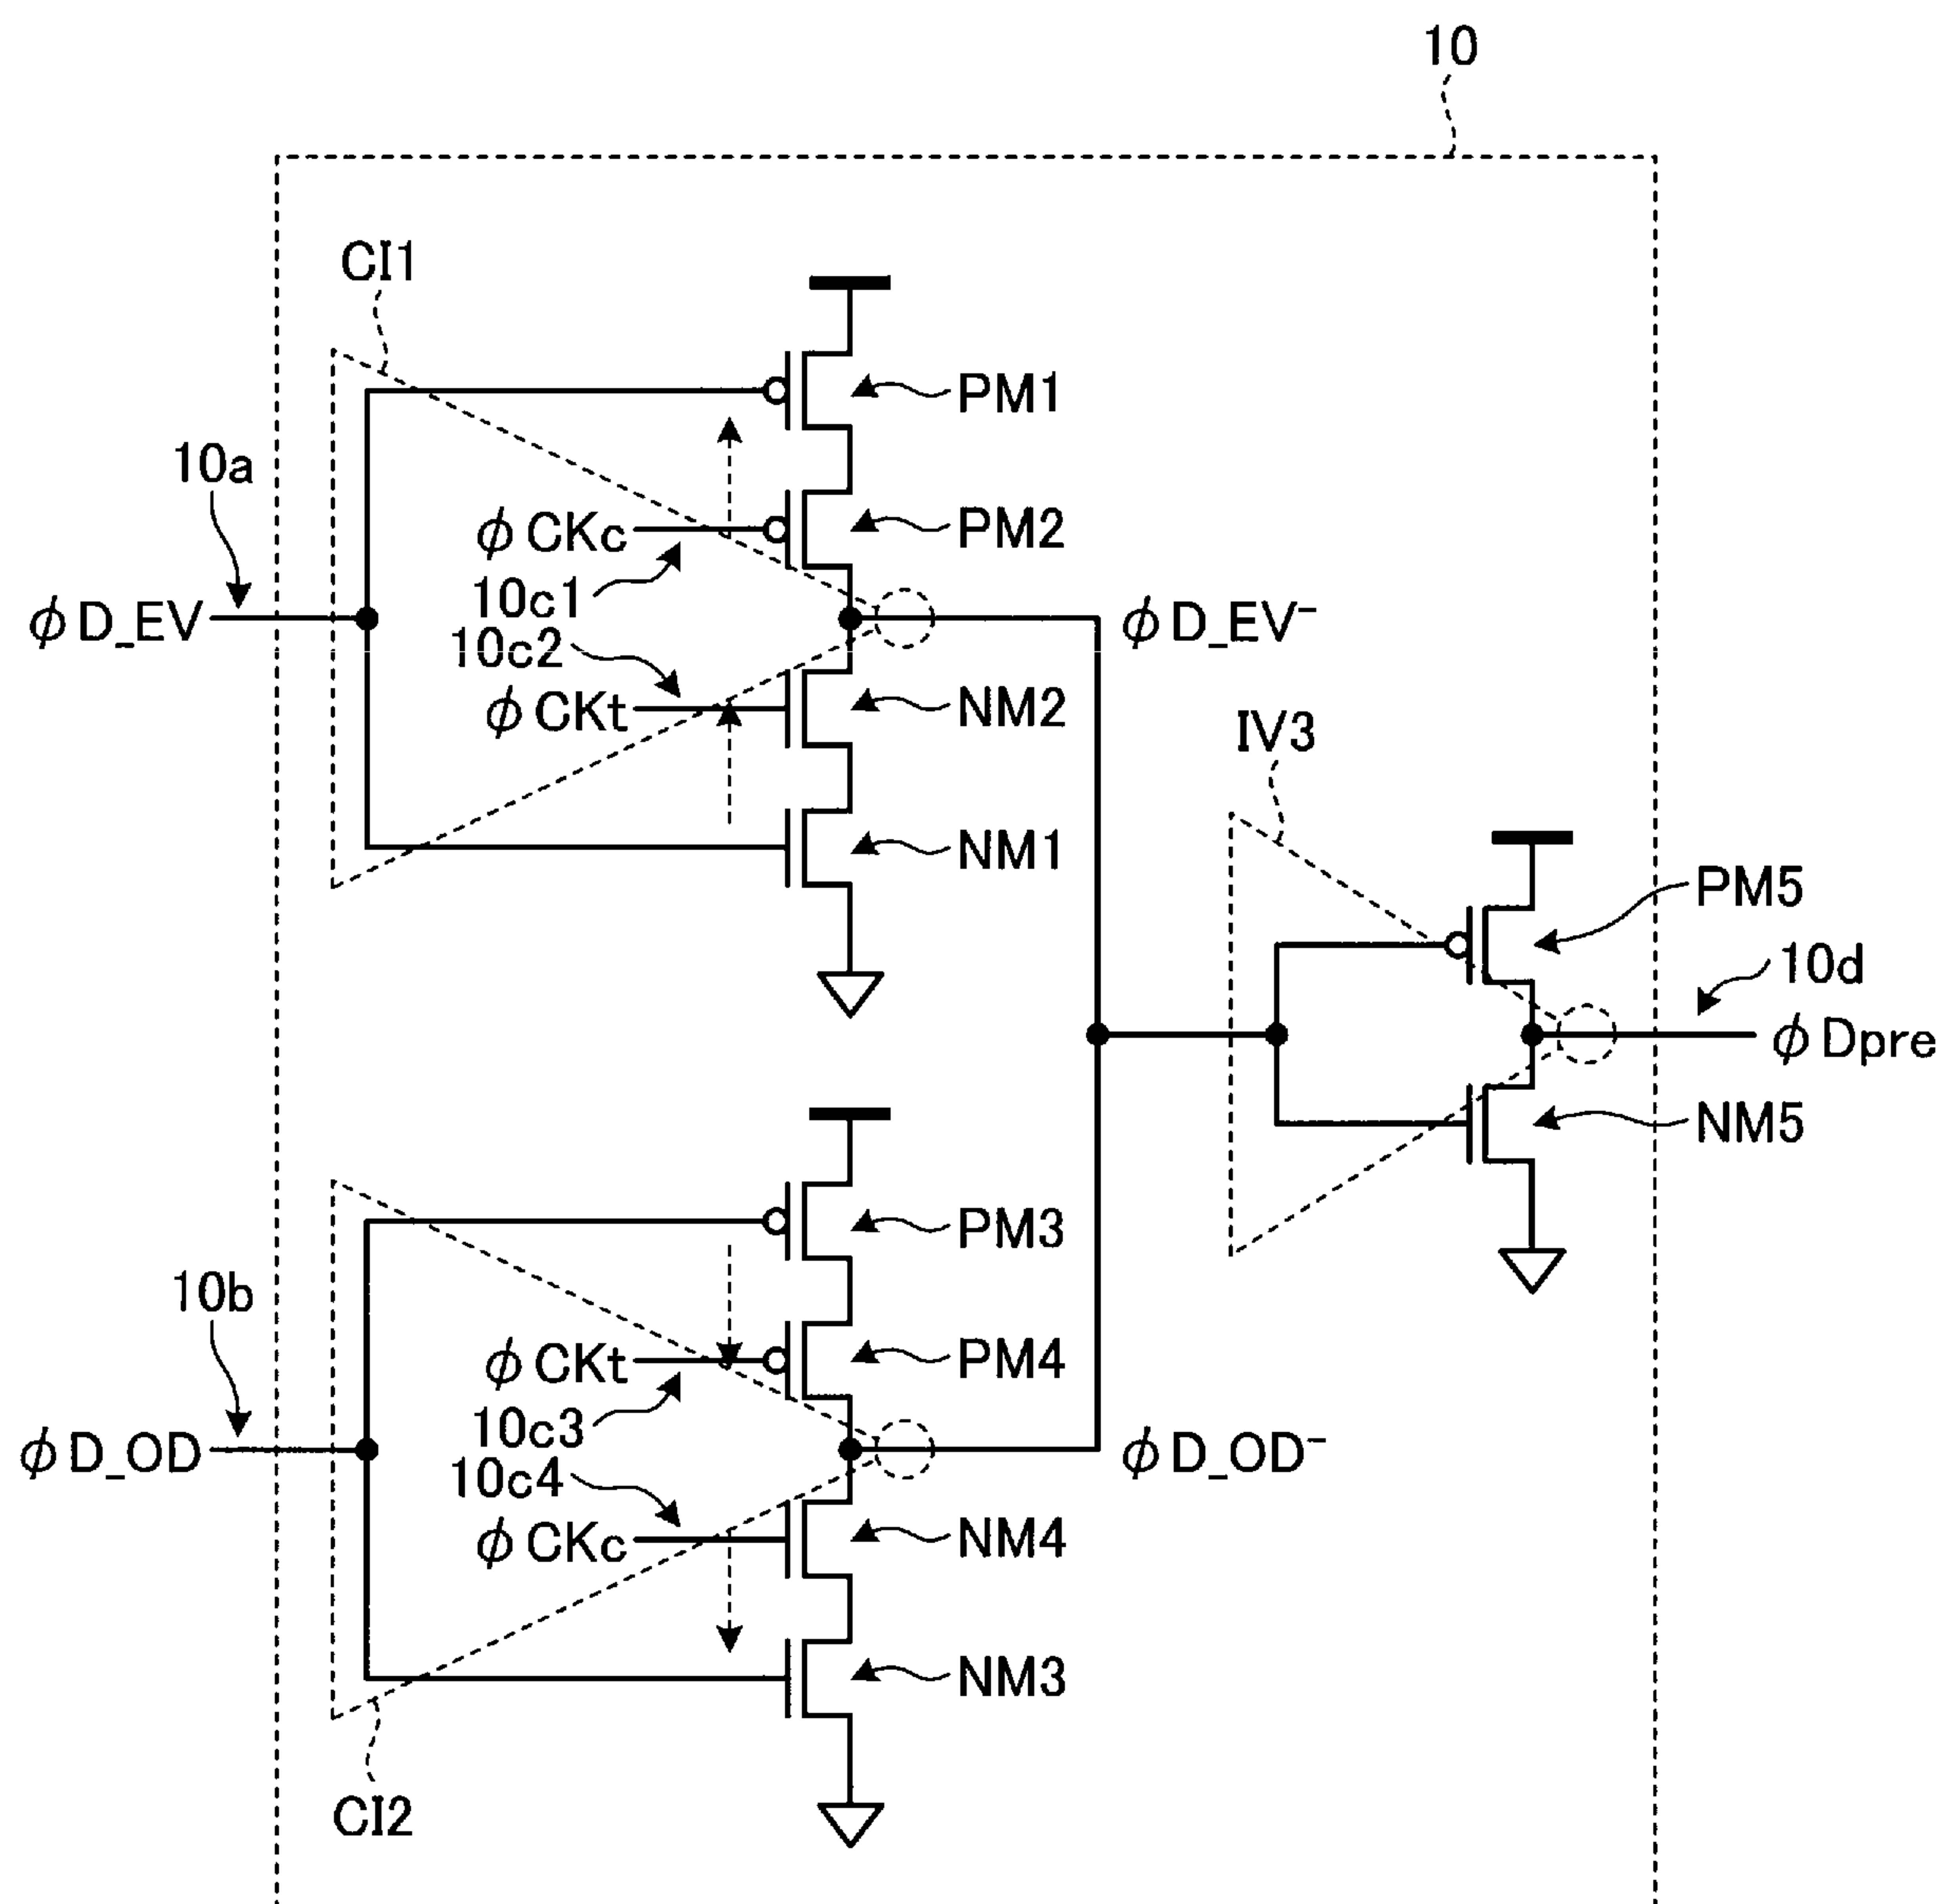 10
CI1
PM1
10a
φCKc
PM2
10c1
φD_EV
φD_EV⁻
10c2
φCKt
NM2
IV3
NM1
PM5
10d
φDpre
NM5
PM3
10b
φCKt
PM4
10c3
φD_OD
φD_OD⁻
10c4
φCKc
NM4
NM3
CI2